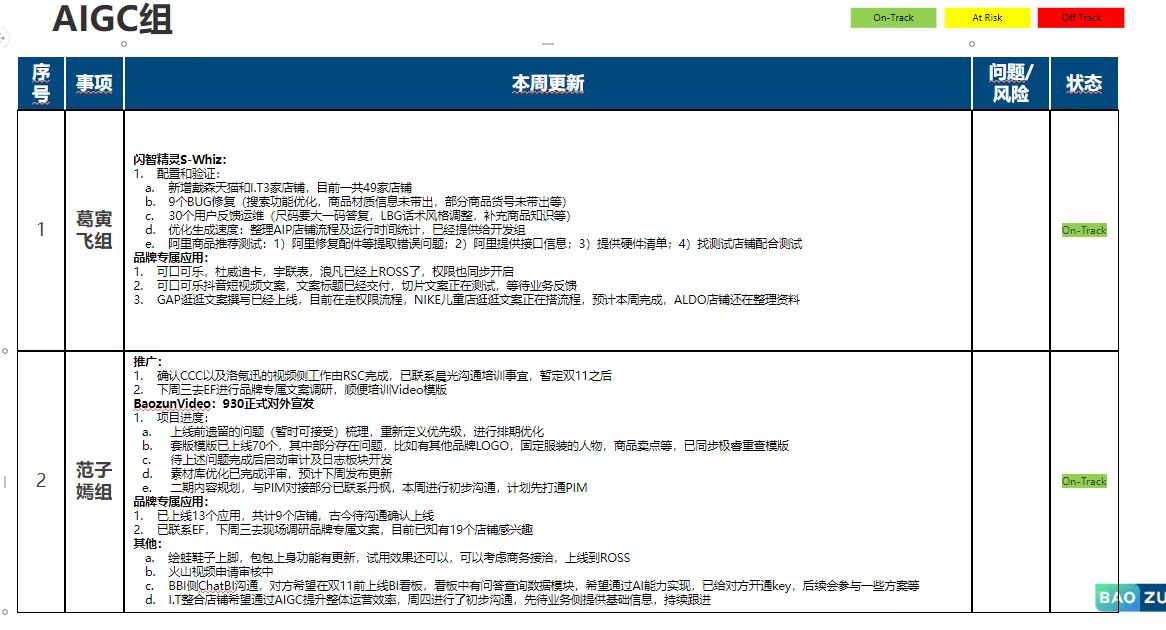 AIGC组
On-Track
At Risk
Off Track
序号
事项
本周更新
问题/风险
状态
1
葛寅飞组
闪智精灵S-Whiz：
1. 配置和验证：
a. 新增戴森天猫和I.T3家店铺，目前一共49家店铺
b. 9个BUG修复（搜索功能优化，商品材质信息未带出，部分商品货号未带出等）
c. 30个用户反馈运维（尺码要大一码答复，LBG话术风格调整，补充商品知识等）
d. 优化生成速度：整理AIP店铺流程及运行时间统计，已经提供给开发组
e. 阿里商品推荐测试：1）阿里修复配件等提取错误问题；2）阿里提供接口信息；3）提供硬件清单；4）找测试店铺配合测试
品牌专属应用：
1. 可口可乐，杜威迪卡，宇联表，浪凡已经上ROSS了，权限也同步开启
2. 可口可乐抖音短视频文案，文案标题已经交付，切片文案正在测试，等待业务反馈
3. GAP逛逛文案撰写已经上线，目前在走权限流程，NIKE儿童店逛逛文案正在搭流程，预计本周完成，ALDO店铺还在整理资料
On-Track
2
范子嫣组
推广：
1. 确认CCC以及洛氪迅的视频侧工作由RSC完成，已联系晨光沟通培训事宜，暂定双11之后
2. 下周三去EF进行品牌专属文案调研，顺便培训Video模版
BaozunVideo：930正式对外宣发
1. 项目进度：
a. 上线前遗留的问题（暂时可接受）梳理，重新定义优先级，进行排期优化
b. 套版模版已上线70个，其中部分存在问题，比如有其他品牌LOGO，固定服装的人物，商品卖点等，已同步极睿重查模版
c. 待上述问题完成后启动审计及日志板块开发
d. 素材库优化已完成评审，预计下周发布更新
e. 二期内容规划，与PIM对接部分已联系丹枫，本周进行初步沟通，计划先打通PIM
品牌专属应用：
1. 已上线13个应用，共计9个店铺，古今待沟通确认上线
2. 已联系EF，下周三去现场调研品牌专属文案，目前已知有19个店铺感兴趣
其他：
a. 绘蛙鞋子上脚，包包上身功能有更新，试用效果还可以，可以考虑商务接洽，上线到ROSS
b. 火山视频申请审核中
c. BBI侧ChatBI沟通，对方希望在双11前上线BI看板，看板中有问答查询数据模块，希望通过AI能力实现，已给对方开通key，后续会参与一些方案等
d. I.T整合店铺希望通过AIGC提升整体运营效率，周四进行了初步沟通，先待业务侧提供基础信息，持续跟进
On-Track
BAO ZU